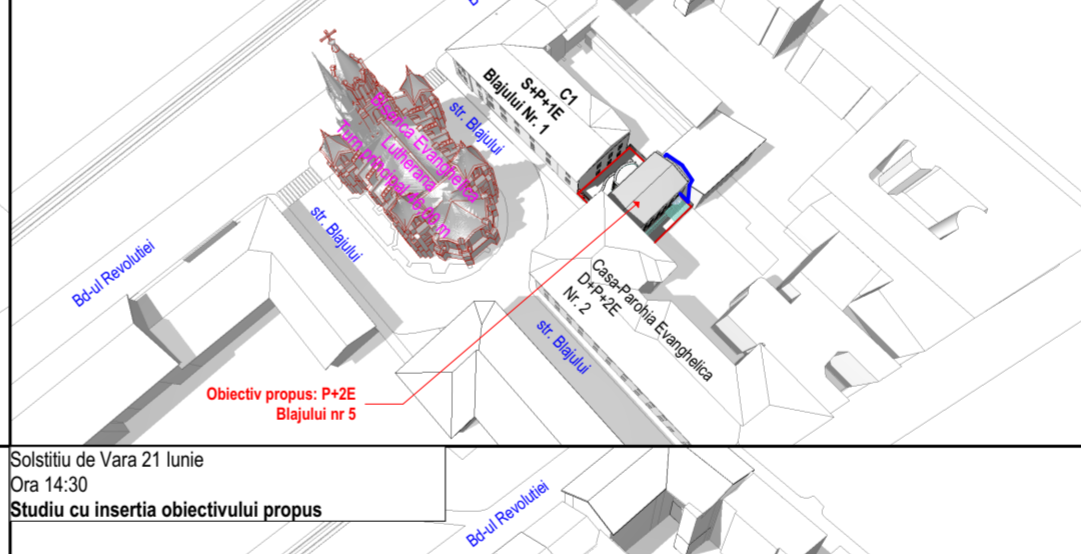 C1
S+P+1E
Blajului Nr. 1
str. Blajului
Biserica Evanghelica
Lutherana
Turn principal de 60 m
str. Blajului
Bd-ul Revolutiei
Casa-Parohia Evanghelica
D+P+2E
Nr. 2
str. Blajului
Obiectiv propus: P+2E
Blajului nr 5
Solstitiu de Vara 21 Iunie
Ora 14:30
Studiu cu insertia obiectivului propus
Bd-ul Revolutiei